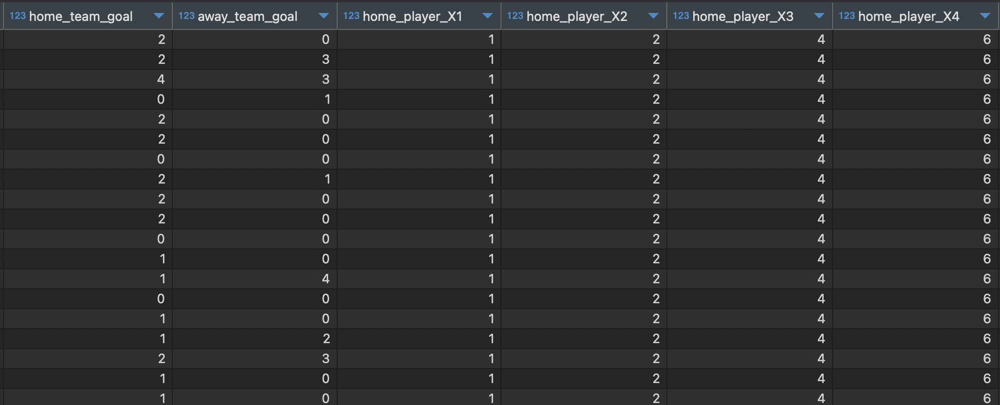 123 home_team_goal 123 away_team_goal 123 home_player_X1 123 home_player_X2 123 home_player_X3 123 home_player_X4
2 0 1 2 4 6
2 3 1 2 4 6
4 3 1 2 4 6
0 1 1 2 4 6
2 0 1 2 4 6
2 0 1 2 4 6
0 0 1 2 4 6
2 1 1 2 4 6
2 0 1 2 4 6
2 0 1 2 4 6
0 0 1 2 4 6
1 0 1 2 4 6
1 4 1 2 4 6
0 0 1 2 4 6
1 0 1 2 4 6
1 2 1 2 4 6
2 3 1 2 4 6
1 0 1 2 4 6
1 0 1 2 4 6